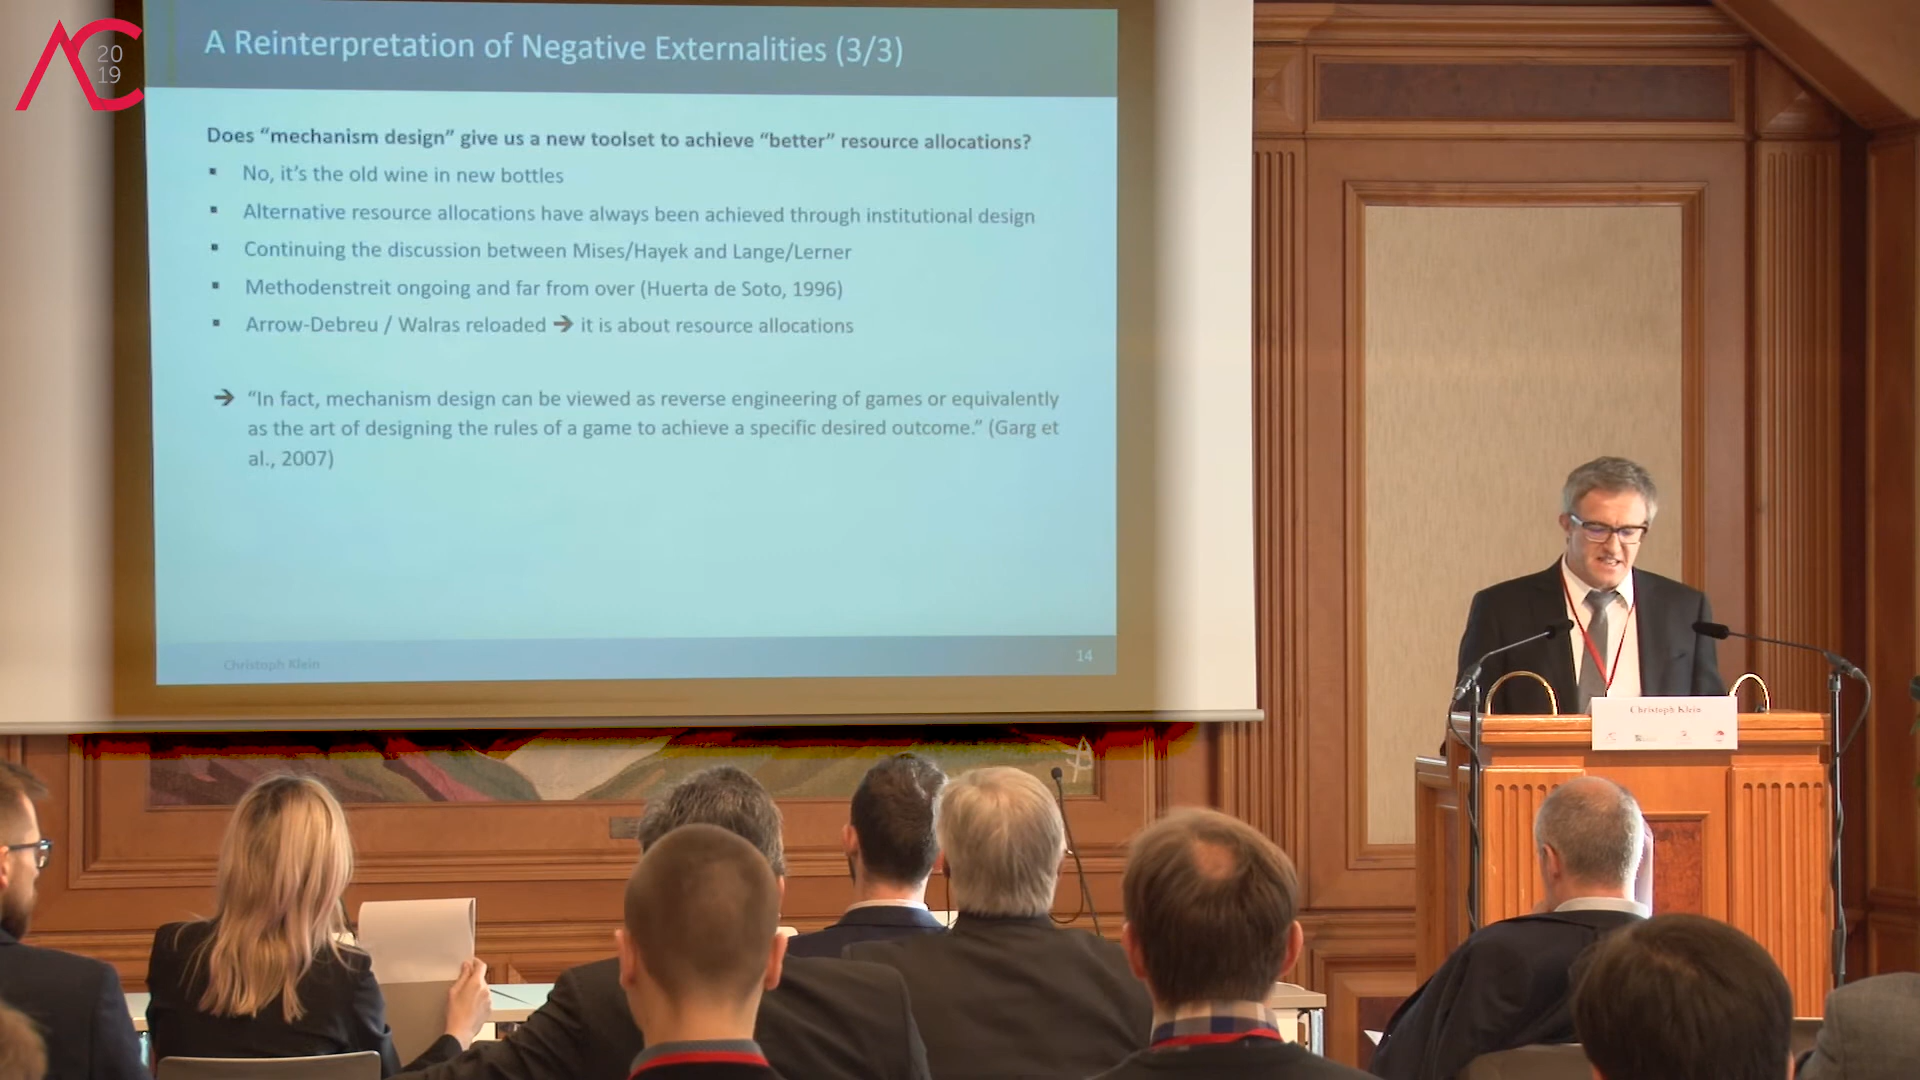 20
19
A Reinterpretation of Negative Externalities (3/3)
Does “mechanism design” give us a new toolset to achieve “better” resource allocations?
▪ No, it’s the old wine in new bottles
▪ Alternative resource allocations have always been achieved through institutional design
▪ Continuing the discussion between Mises/Hayek and Lange/Lerner
▪ Methodenstreit ongoing and far from over (Huerta de Soto, 1996)
▪ Arrow-Debreu / Walras reloaded ➔ it is about resource allocations
➔ “In fact, mechanism design can be viewed as reverse engineering of games or equivalently
as the art of designing the rules of a game to achieve a specific desired outcome.” (Garg et
al., 2007)
Christoph Klein
14
Christoph Klein